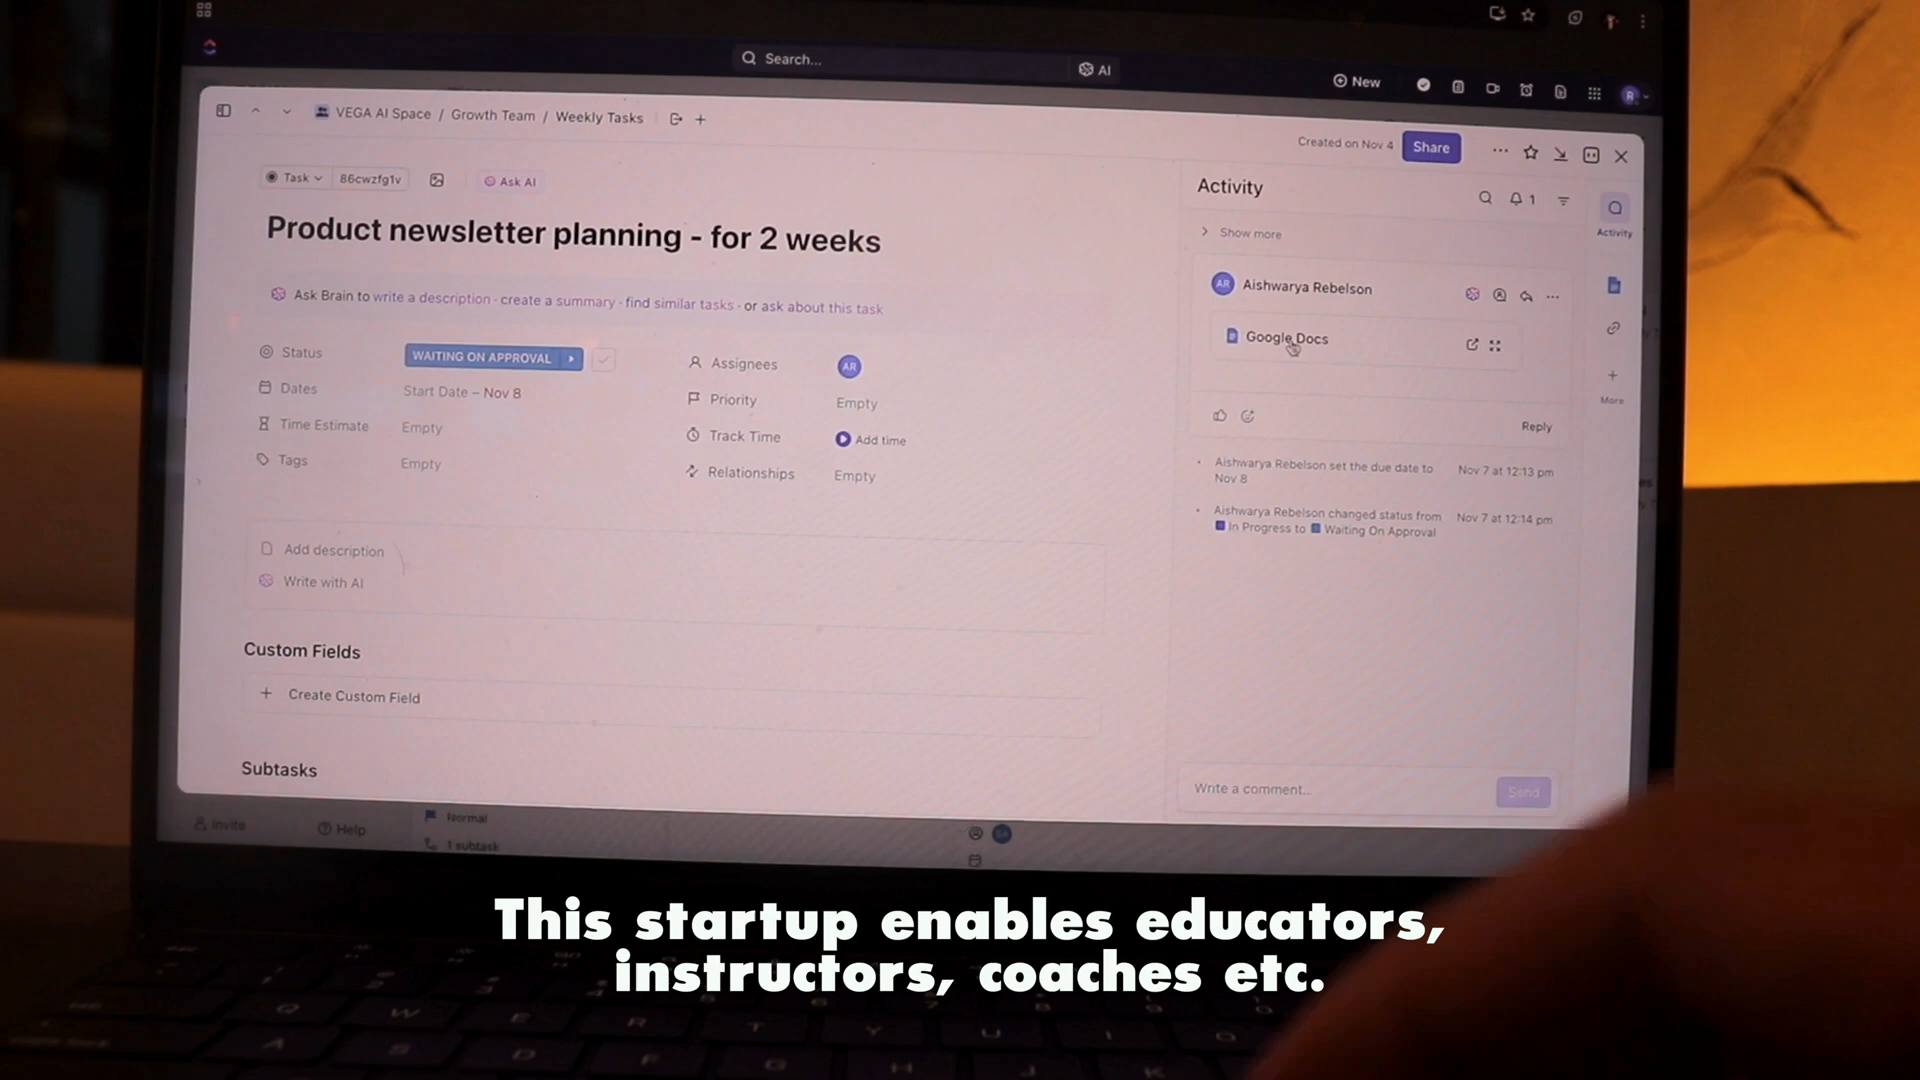 Search...
AI
New
R
VEGA AI Space / Growth Team / Weekly Tasks
Created on Nov 4
Share
Task
86cwzfg1v
Ask AI
Product newsletter planning - for 2 weeks
Ask Brain to write a description · create a summary · find similar tasks · or ask about this task
Status
WAITING ON APPROVAL
Assignees
AR
Dates
Start Date – Nov 8
Priority
Empty
Time Estimate
Empty
Track Time
Add time
Tags
Empty
Relationships
Empty
Add description
Write with AI
Custom Fields
+ Create Custom Field
Subtasks
Activity
1
Show more
AR
Aishwarya Rebelson
Google Docs
Reply
Aishwarya Rebelson set the due date to
Nov 8
Nov 7 at 12:13 pm
Aishwarya Rebelson changed status from
In Progress to Waiting On Approval
Nov 7 at 12:14 pm
Write a comment...
Send
Activity
More
Invite
Help
Normal
1 subtask
This startup enables educators,
instructors, coaches etc.